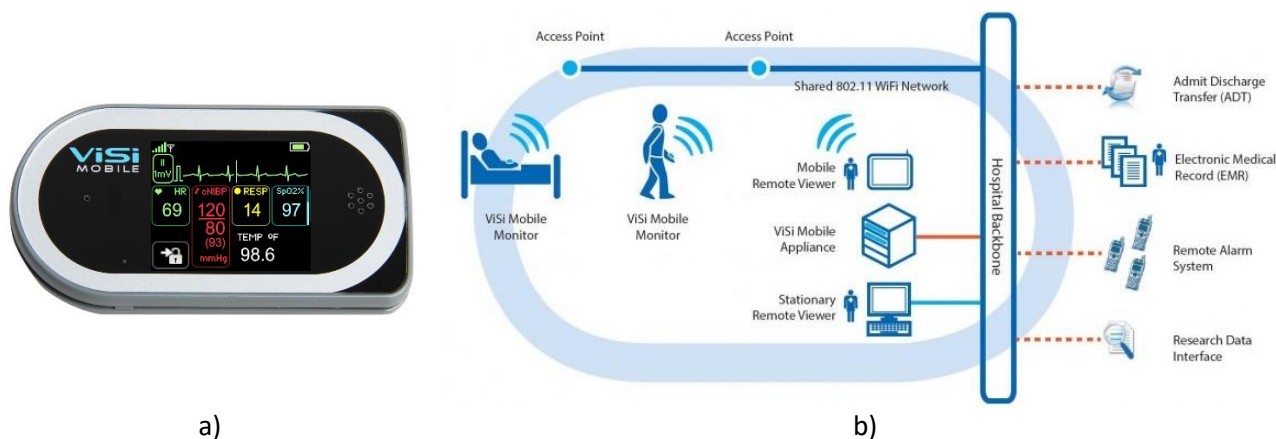 ViSi
MOBILE
II
1mV
HR
69
cNIBP
120
80
(93)
mmHg
RESP
14
SpO2%
97
TEMP °F
98.6
a)
Access Point
Access Point
Shared 802.11 WiFi Network
ViSi Mobile
Monitor
ViSi Mobile
Monitor
Mobile
Remote Viewer
ViSi Mobile
Appliance
Stationary
Remote Viewer
Hospital Backbone
Admit Discharge
Transfer (ADT)
Electronic Medical
Record (EMR)
Remote Alarm
System
Research Data
Interface
b)